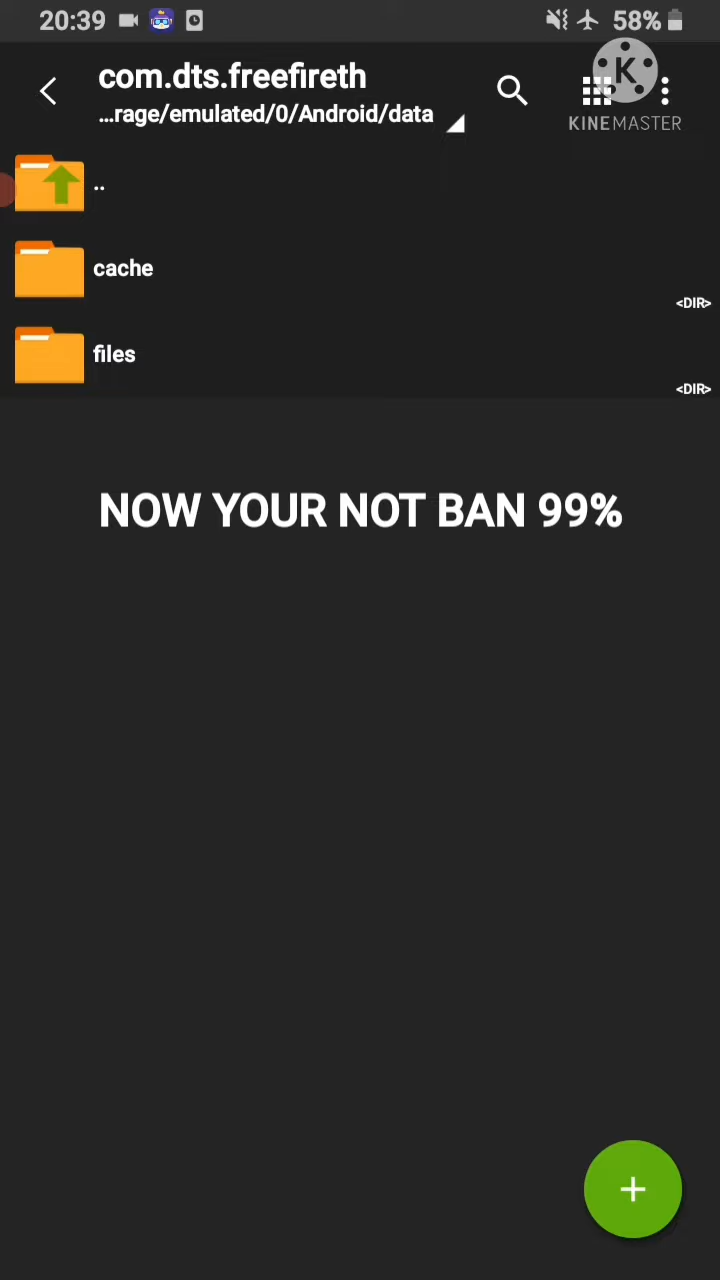 20:39 58%
com.dts.freefireth
...rage/emulated/0/Android/data
K
KINEMASTER
..
cache
<DIR>
files
<DIR>
NOW YOUR NOT BAN 99%
+